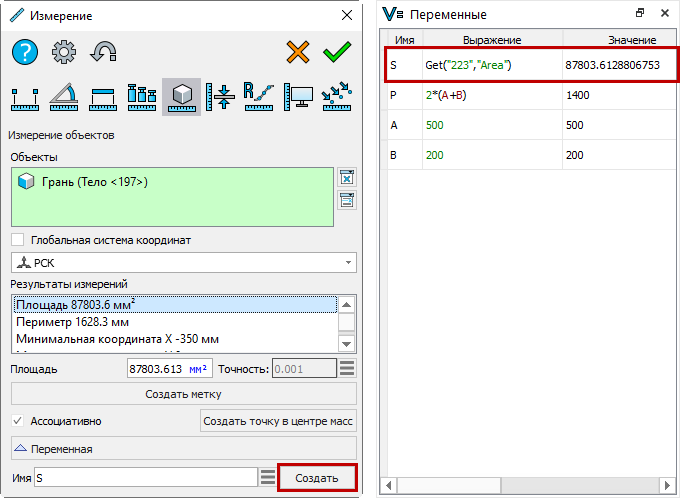 Измерение
Измерение объектов
Объекты
Грань (Тело <197>)
Глобальная система координат
РСК
Результаты измерений
Площадь 87803.6 мм²
Периметр 1628.3 мм
Минимальная координата X -350 мм
Площадь 87803.613 мм² Точность: 0.001
Создать метку
Ассоциативно Создать точку в центре масс
Переменная
Имя S Создать
Переменные
Имя Выражение Значение
S Get("223","Area") 87803.6128806753
P 2*(A+B) 1400
A 500 500
B 200 200